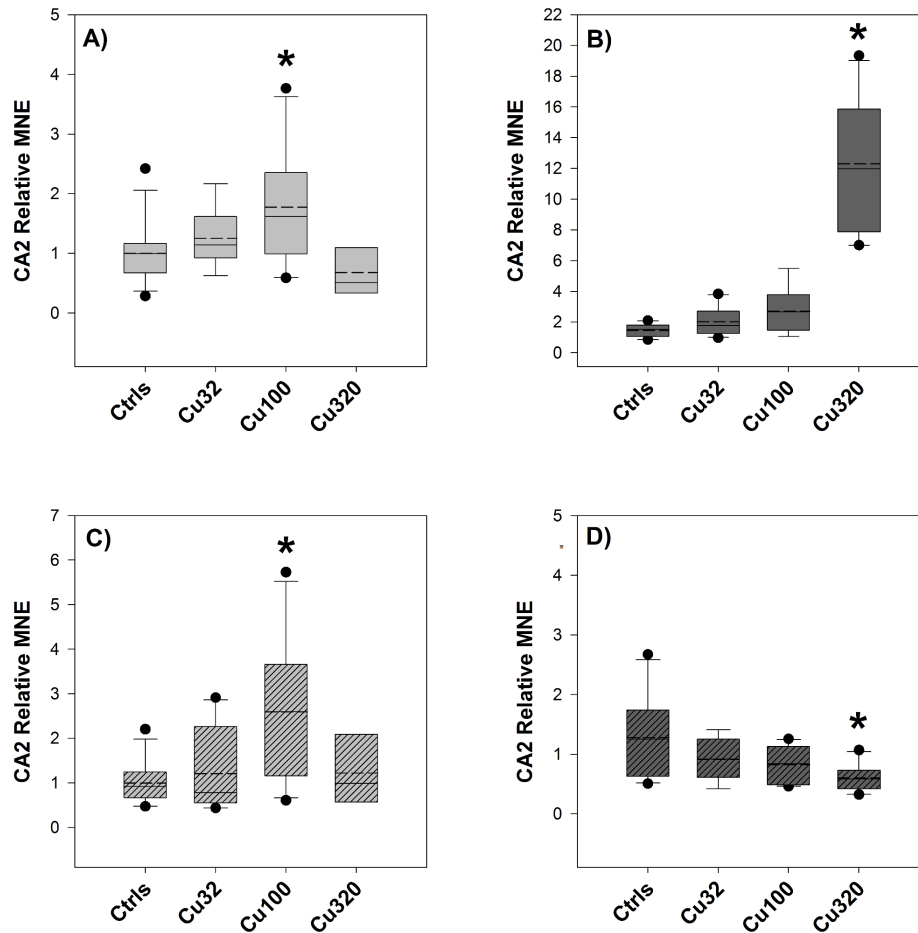 A)
*
CA2 Relative MNE
5
4
3
2
1
0
Ctrls
Cu32
Cu100
Cu320
B)
*
CA2 Relative MNE
22
20
18
16
14
12
10
8
6
4
2
0
Ctrls
Cu32
Cu100
Cu320
C)
*
CA2 Relative MNE
7
6
5
4
3
2
1
0
Ctrls
Cu32
Cu100
Cu320
D)
*
CA2 Relative MNE
5
4
3
2
1
0
Ctrls
Cu32
Cu100
Cu320